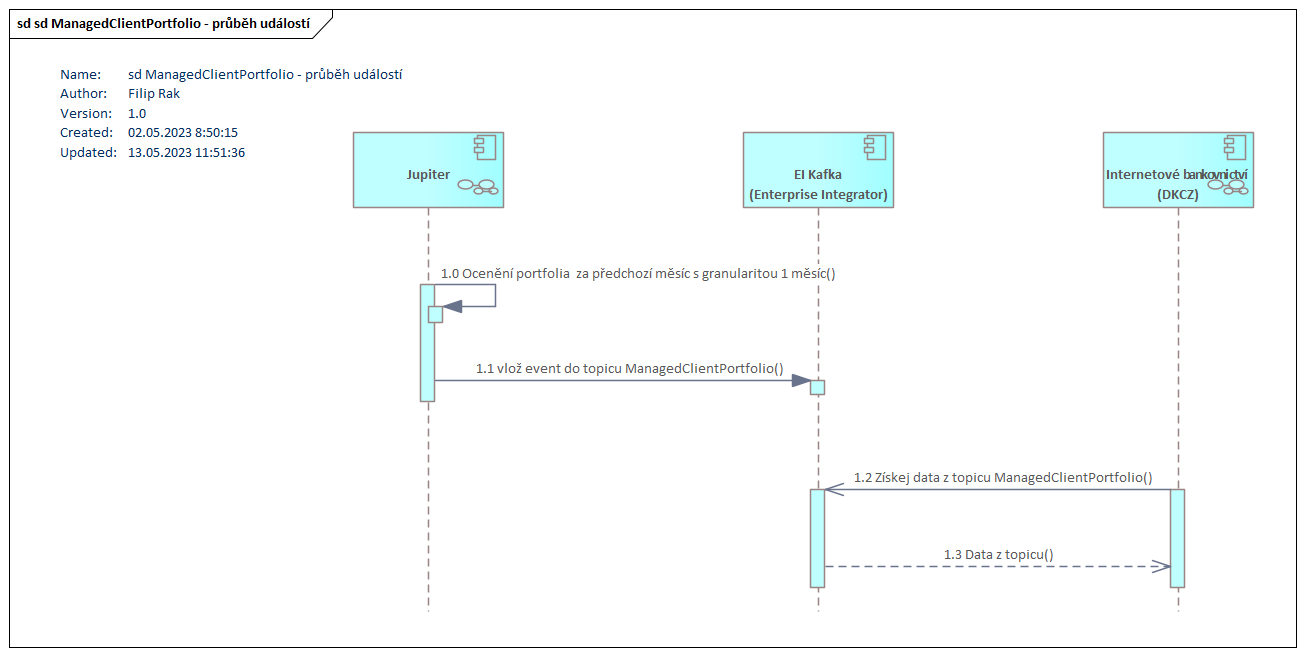 sd sd ManagedClientPortfolio - průběh událostí
Name: sd ManagedClientPortfolio - průběh událostí
Author: Filip Rak
Version: 1.0
Created: 02.05.2023 8:50:15
Updated: 13.05.2023 11:51:36
Jupiter
EI Kafka
(Enterprise Integrator)
Internetové bankovnictví
(DKCZ)
1.0 Ocenění portfolia  za předchozí měsíc s granularitou 1 měsíc()
1.1 vlož event do topicu ManagedClientPortfolio()
1.2 Získej data z topicu ManagedClientPortfolio()
1.3 Data z topicu()